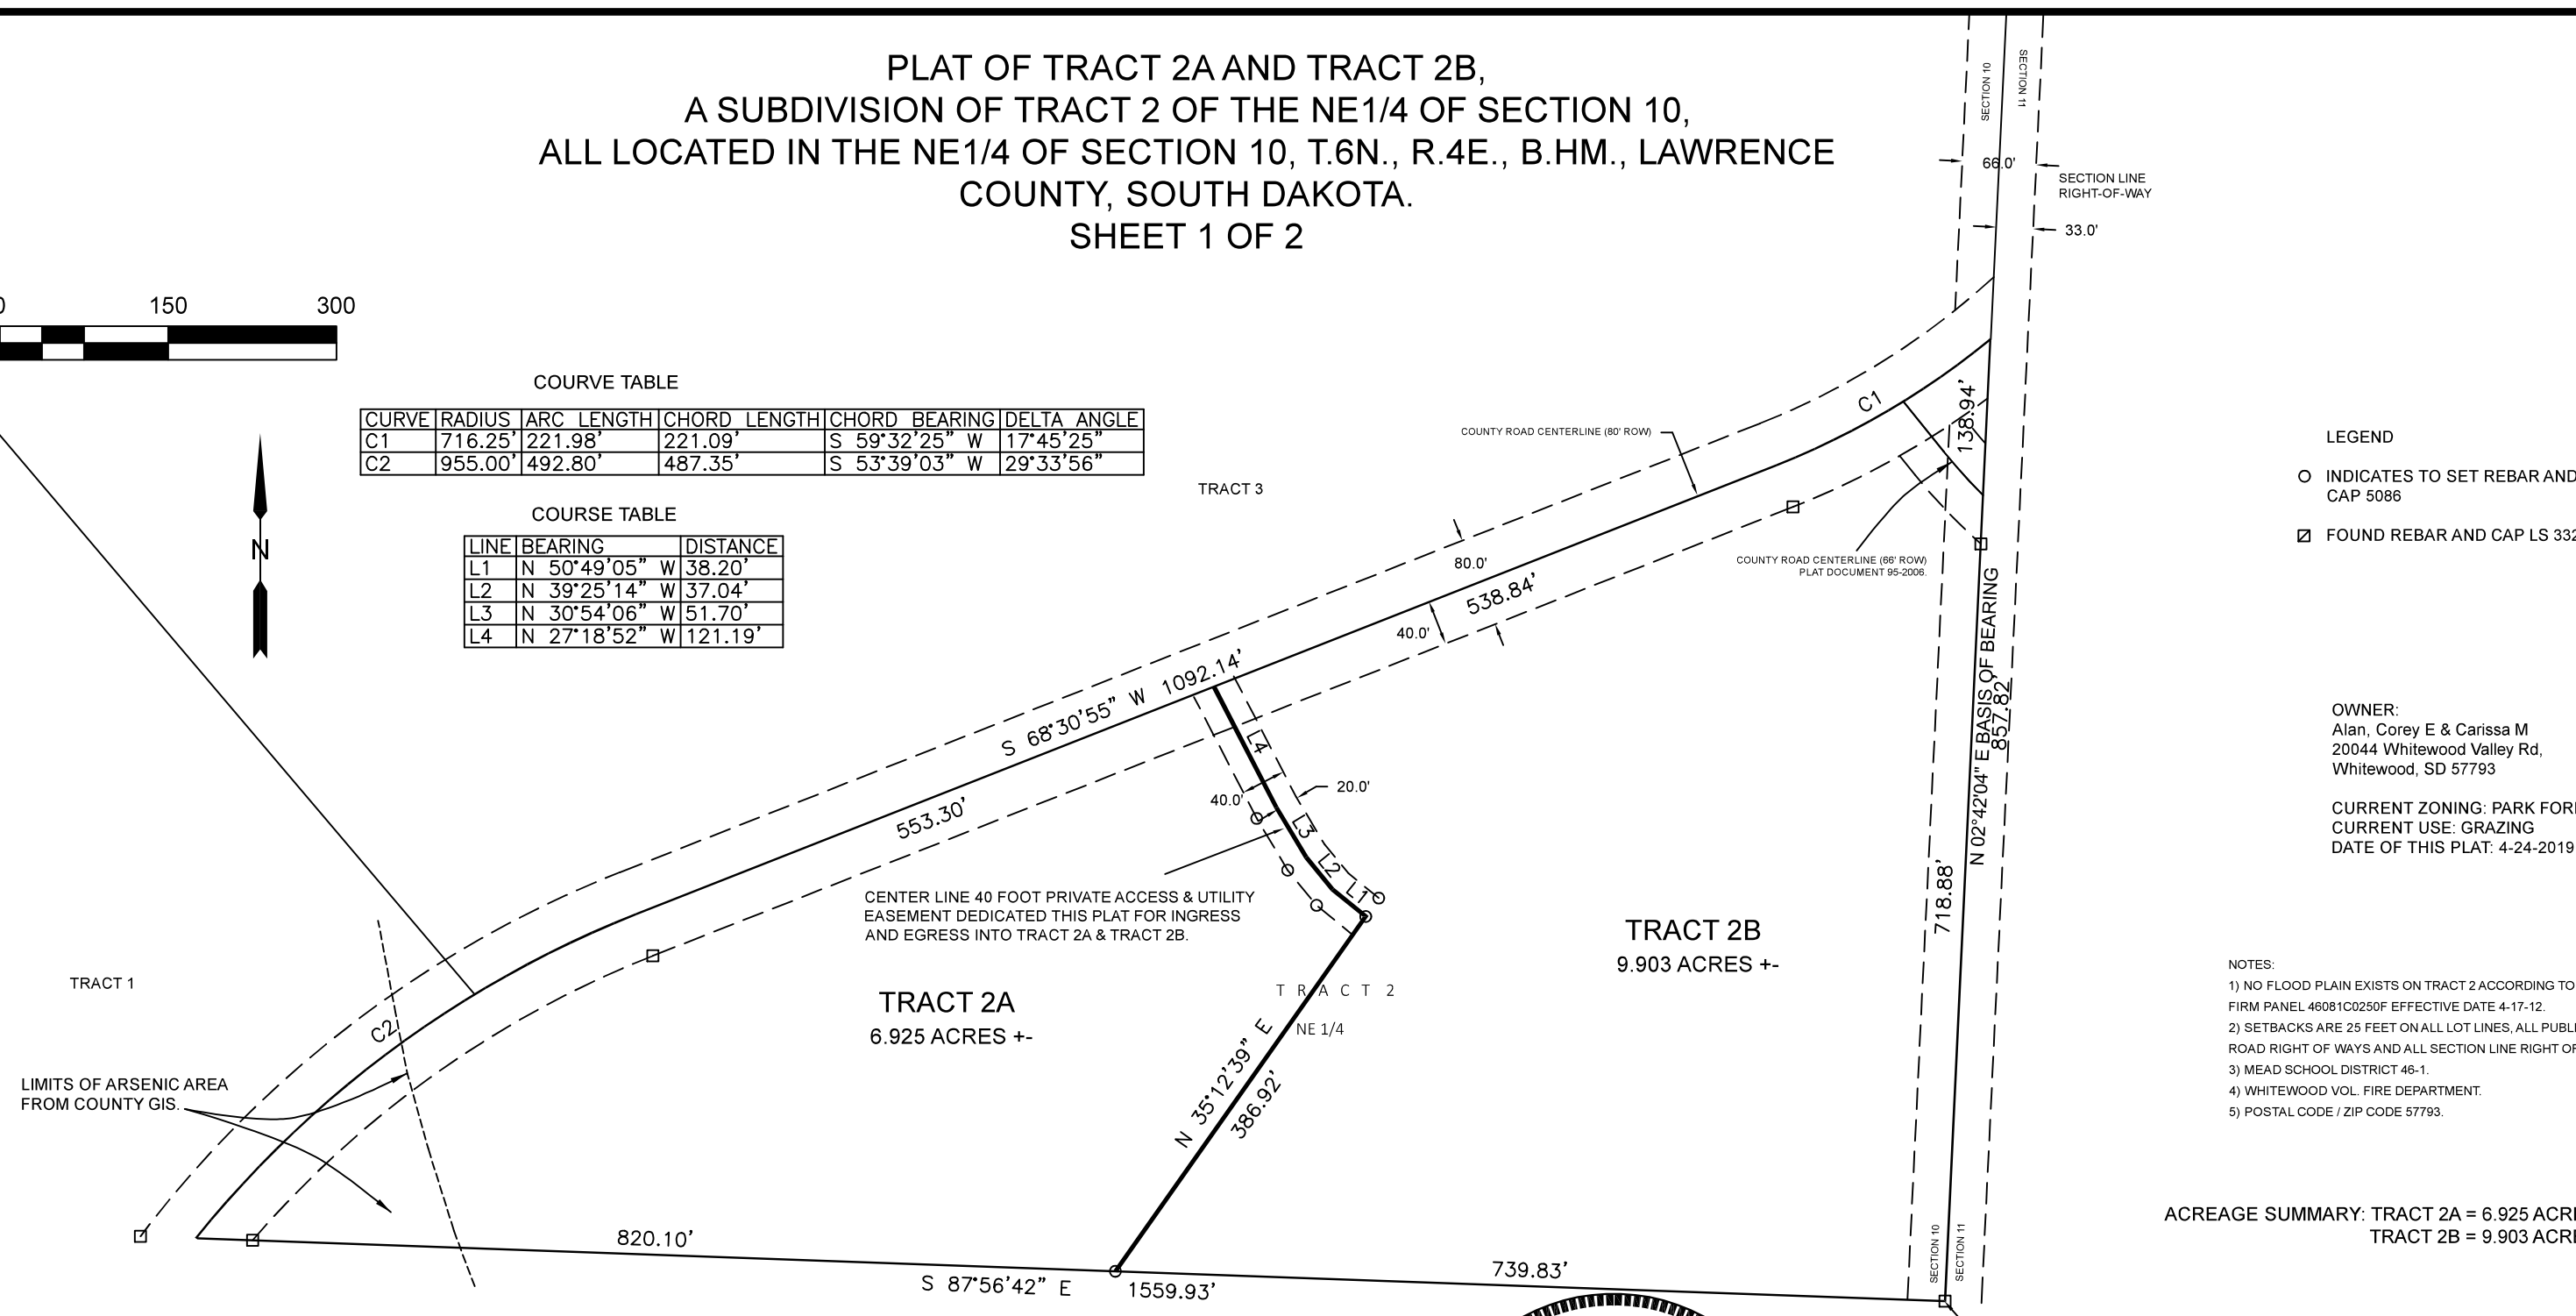 PLAT OF TRACT 2A AND TRACT 2B,
A SUBDIVISION OF TRACT 2 OF THE NE1/4 OF SECTION 10,
ALL LOCATED IN THE NE1/4 OF SECTION 10, T.6N., R.4E., B.HM., LAWRENCE
COUNTY, SOUTH DAKOTA.
SHEET 1 OF 2
SECTION 10
SECTION 11
66.0'
SECTION LINE
RIGHT-OF-WAY
33.0'
150 300
COURVE TABLE
CURVE RADIUS ARC LENGTH CHORD LENGTH CHORD BEARING DELTA ANGLE
C1 716.25' 221.98' 221.09' S 59°32'25" W 17°45'25"
C2 955.00' 492.80' 487.35' S 53°39'03" W 29°33'56"
COURSE TABLE
LINE BEARING DISTANCE
L1 N 50°49'05" W 38.20'
L2 N 39°25'14" W 37.04'
L3 N 30°54'06" W 51.70'
L4 N 27°18'52" W 121.19'
N
TRACT 3
COUNTY ROAD CENTERLINE (80' ROW)
C1
138.94'
COUNTY ROAD CENTERLINE (66' ROW)
PLAT DOCUMENT 95-2006.
80.0'
538.84'
40.0'
S 68°30'55" W 1092.14'
553.30'
L4
40.0'
20.0'
L3
L2
L1
CENTER LINE 40 FOOT PRIVATE ACCESS & UTILITY
EASEMENT DEDICATED THIS PLAT FOR INGRESS
AND EGRESS INTO TRACT 2A & TRACT 2B.
N 02°42'04" E BASIS OF BEARING
857.82'
718.88'
LEGEND
INDICATES TO SET REBAR AND
CAP 5086
FOUND REBAR AND CAP LS
OWNER:
Alan, Corey E & Carissa M
20044 Whitewood Valley Rd,
Whitewood, SD 57793
CURRENT ZONING: PARK
CURRENT USE: GRAZING
DATE OF THIS PLAT: 4-24-2019
TRACT 1
C2
LIMITS OF ARSENIC AREA
FROM COUNTY GIS.
TRACT 2A
6.925 ACRES +-
TRACT 2B
9.903 ACRES +-
TRACT 2
NE 1/4
N 35°12'39" E
386.92'
NOTES:
1) NO FLOOD PLAIN EXISTS ON TRACT 2 ACCORDING TO
FIRM PANEL 46081C0250F EFFECTIVE DATE 4-17-12.
2) SETBACKS ARE 25 FEET ON ALL LOT LINES, ALL
ROAD RIGHT OF WAYS AND ALL SECTION LINE RIGHT
3) MEAD SCHOOL DISTRICT 46-1.
4) WHITEWOOD VOL. FIRE DEPARTMENT.
5) POSTAL CODE / ZIP CODE 57793.
ACREAGE SUMMARY: TRACT 2A = 6.925
TRACT 2B = 9.903
SECTION 10
SECTION 11
820.10'
739.83'
S 87°56'42" E 1559.93'